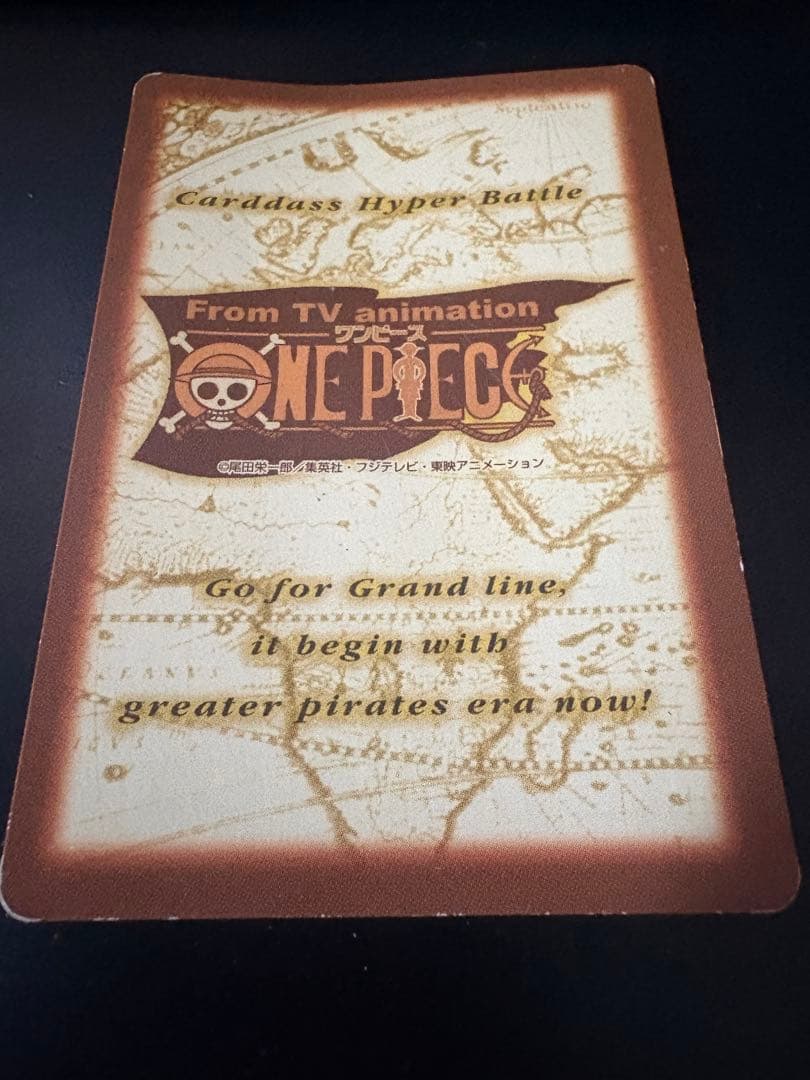 Septentrio
Carddass Hyper Battle
From TV animation
ワンピース
ONE PIECE
©尾田栄一郎/集英社・フジテレビ・東映アニメーション
Go for Grand line,
it begin with
greater pirates era now!